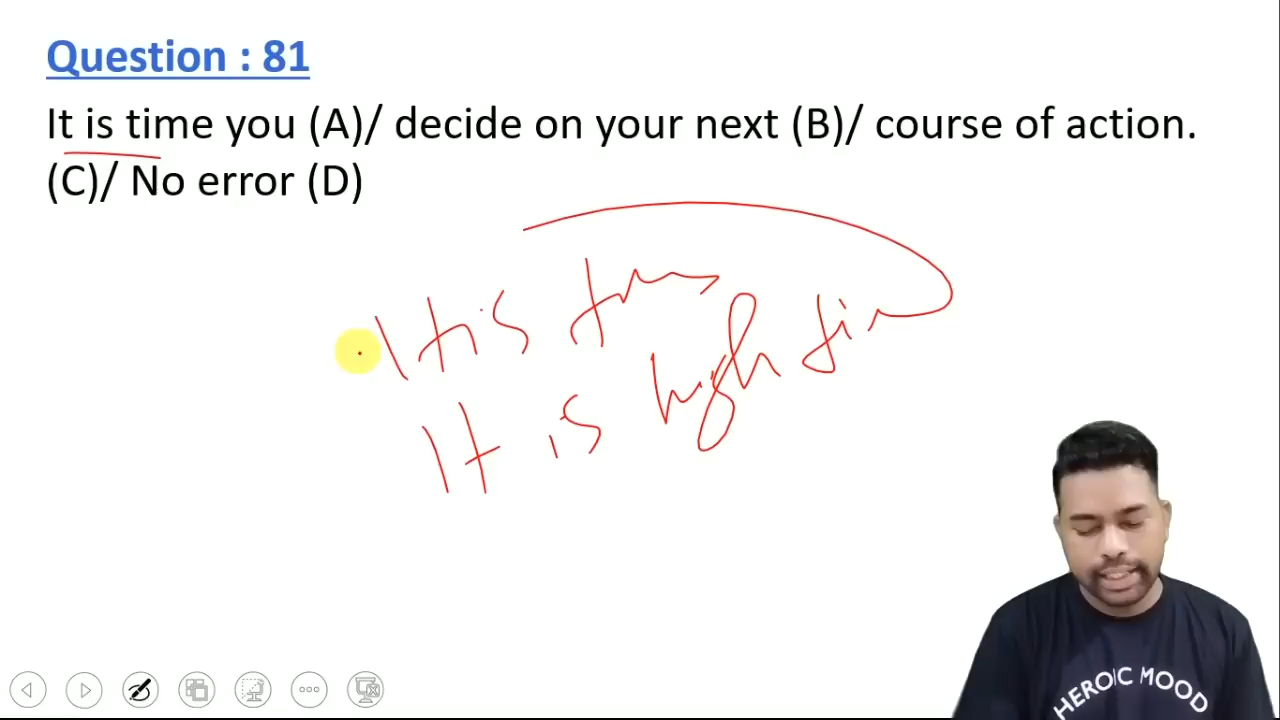 Question : 81
It is time you (A)/ decide on your next (B)/ course of action.
(C)/ No error (D)
It is time
It is high time
HEROIC MOOD